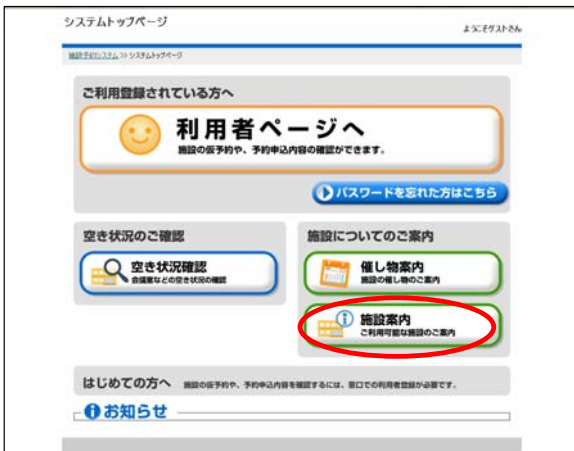 システムトップページ
ようこそゲストさん
施設予約システム >> システムトップページ
ご利用登録されている方へ
利用者ページへ
施設の仮予約や、予約申込内容の確認ができます。
パスワードを忘れた方はこちら
空き状況のご確認
空き状況確認
会議室などの空き状況の確認
施設についてのご案内
催し物案内
施設の催し物のご案内
施設案内
ご利用可能な施設のご案内
はじめての方へ 施設の仮予約や、予約申込内容を確認するには、窓口での利用者登録が必要です。
お知らせ